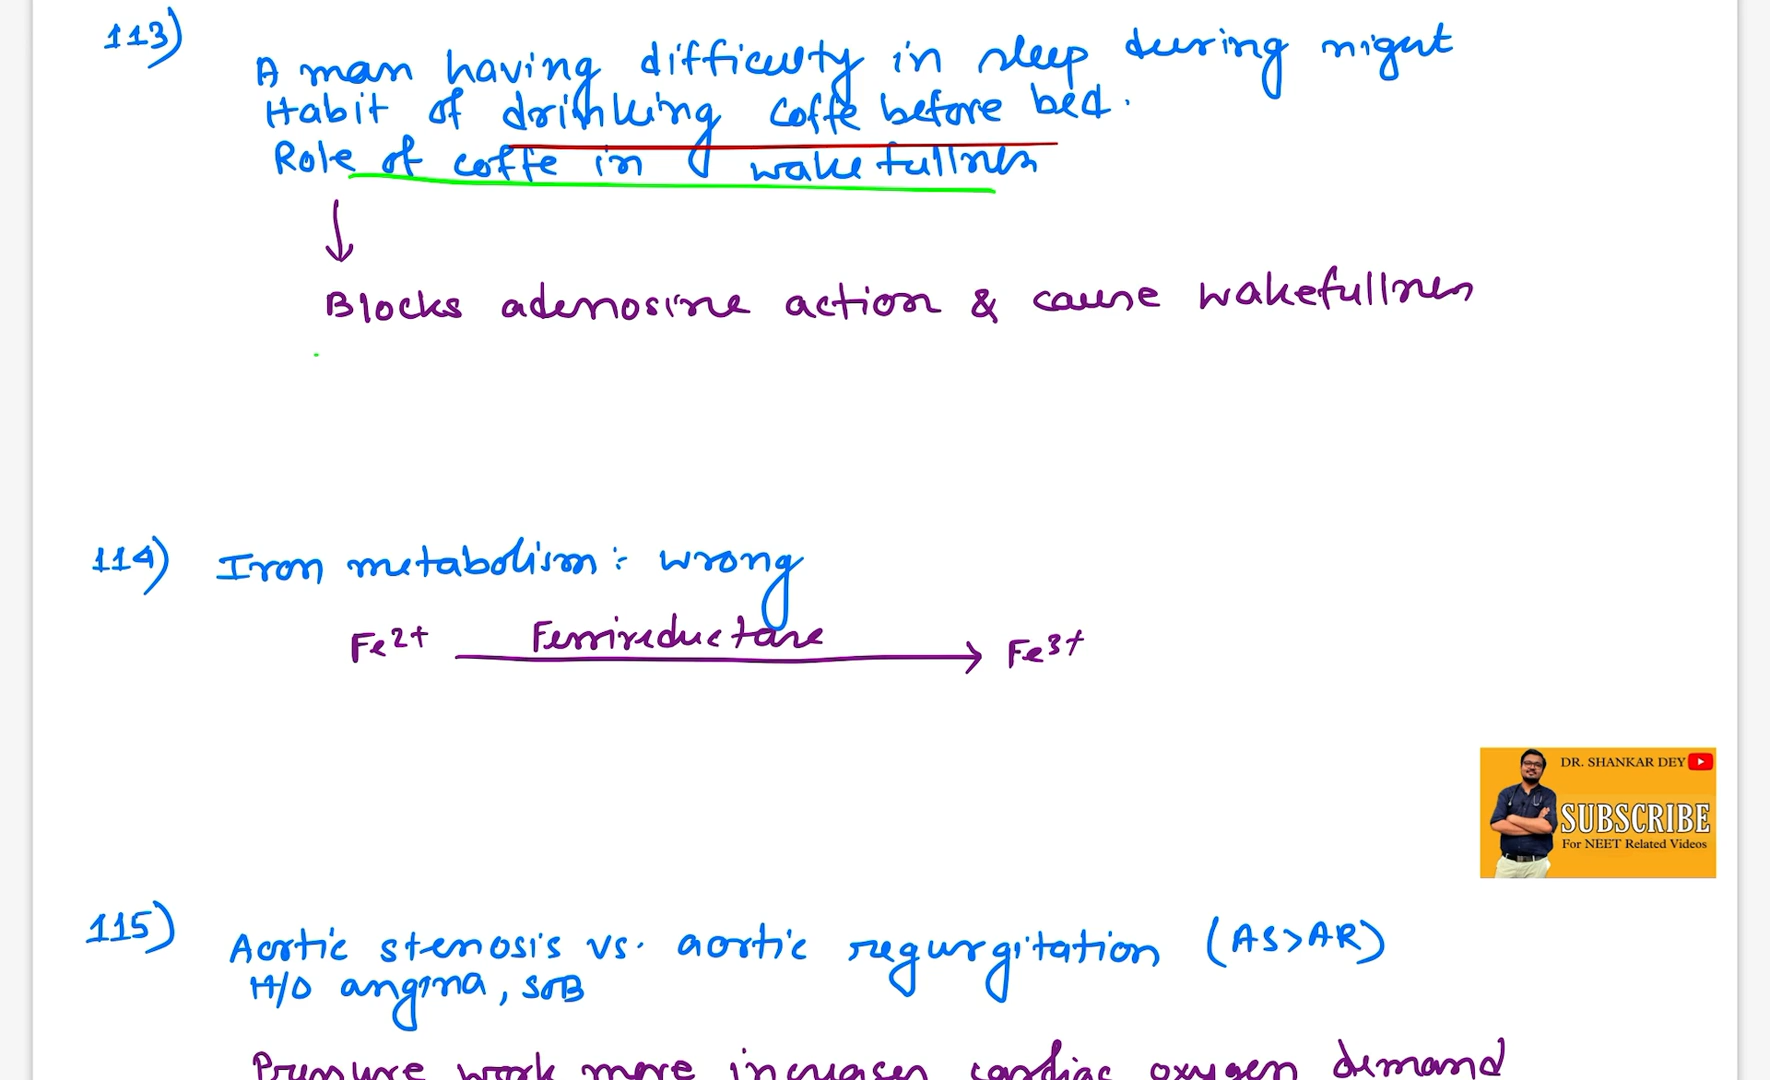 113)
A man having difficulty in sleep during night
Habit of drinking coffe before bed.
Role of coffe in wakefullness
↓
Blocks adenosine action & cause wakefullness
114) Iron metabolism : wrong
Fe2+ Ferrireductase → Fe3+
DR. SHANKAR DEY
SUBSCRIBE
For NEET Related Videos
115) Aortic stenosis vs. aortic regurgitation (AS>AR)
H/O angina, SOB
Pressure work more increases cardiac oxygen demand